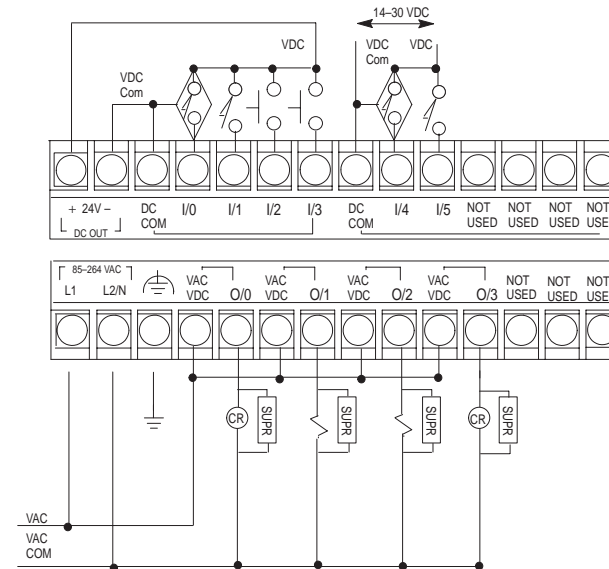 14–30 VDC
VDC
VDC Com
VDC
VDC
Com
+ 24V –
DC OUT
DC
COM
I/0
I/1
I/2
I/3
DC
COM
I/4
I/5
NOT
USED
NOT
USED
NOT
USED
NOT
USE
85–264 VAC
L1
L2/N
VAC
VDC
O/0
VAC
VDC
O/1
VAC
VDC
O/2
VAC
VDC
O/3
NOT
USED
NOT
USED
NOT
USE
CR
SUPR
SUPR
SUPR
CR
SUPR
VAC
VAC
COM